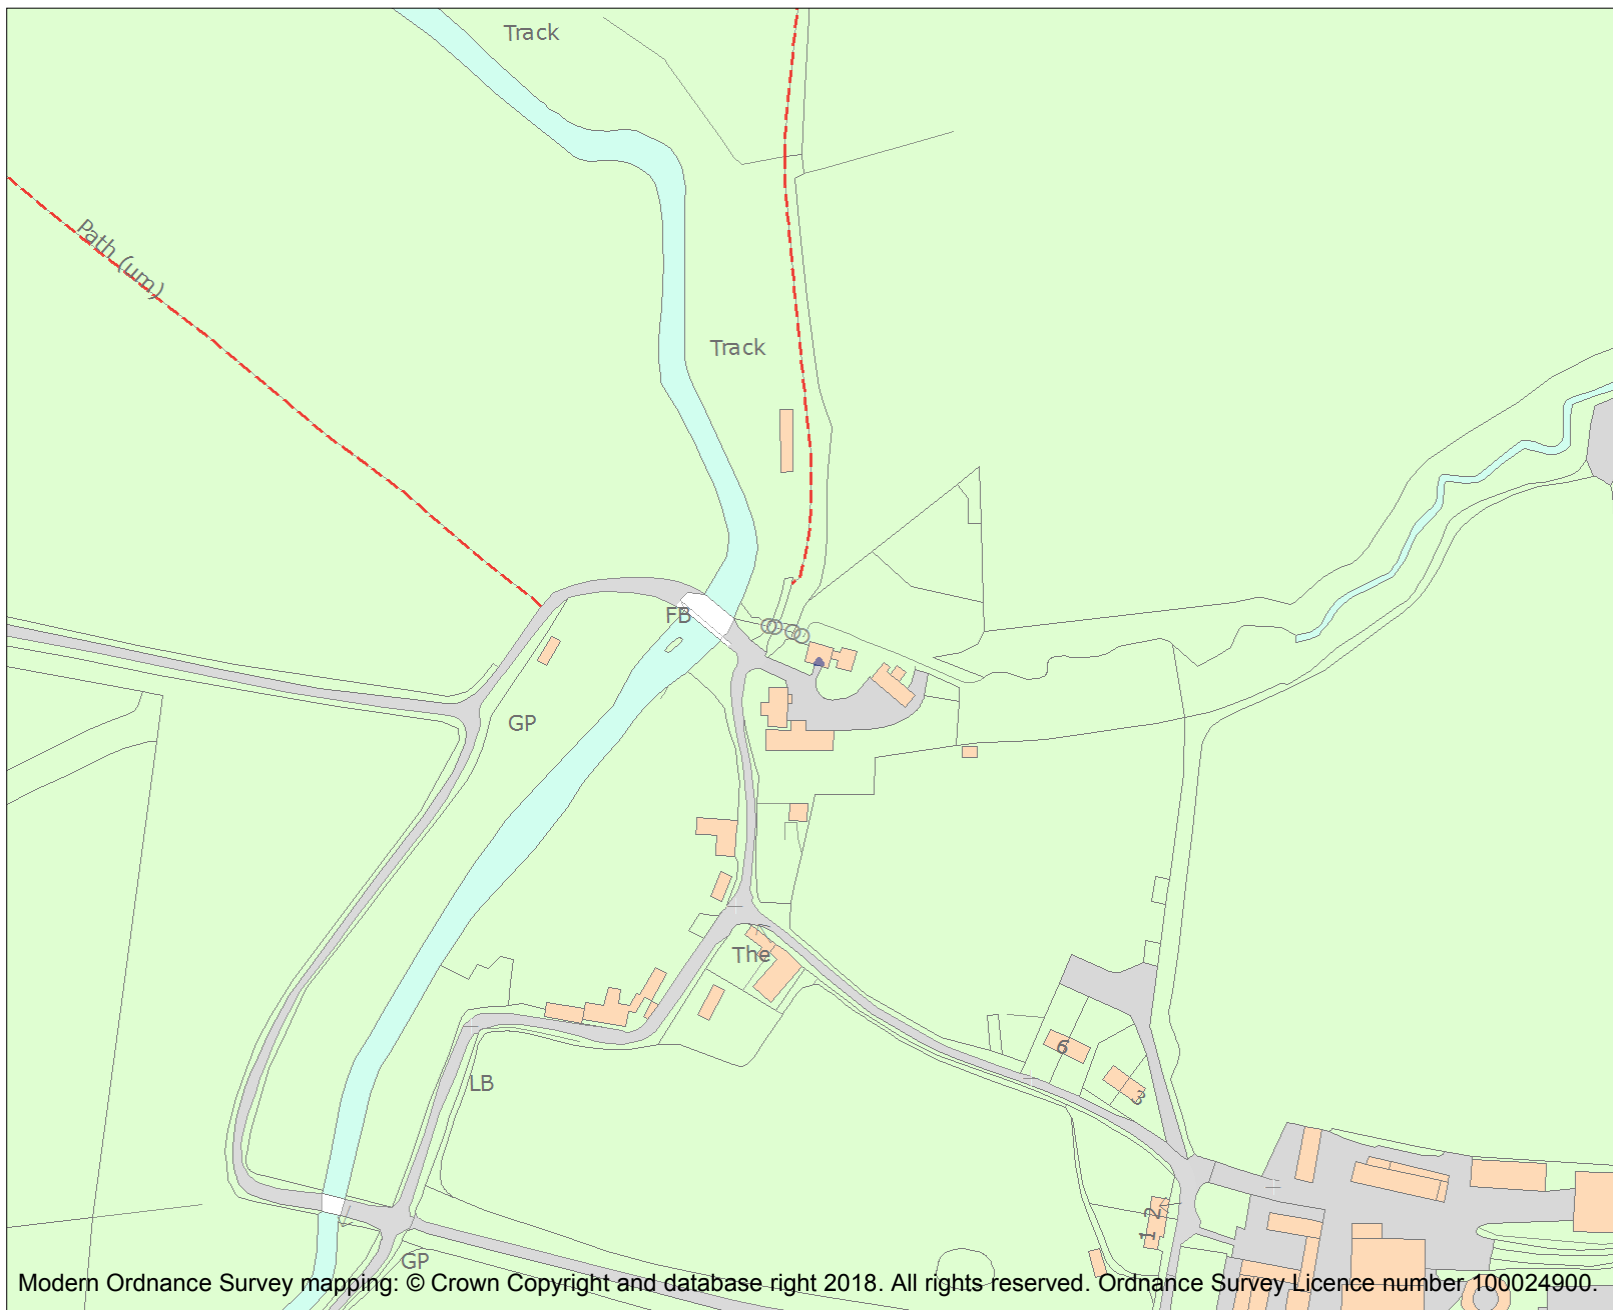 Track
Path (um)
Track
FB
GP
The
6
LB
3
2
1
GP
Modern Ordnance Survey mapping: © Crown Copyright and database right 2018. All rights reserved. Ordnance Survey Licence number 100024900.